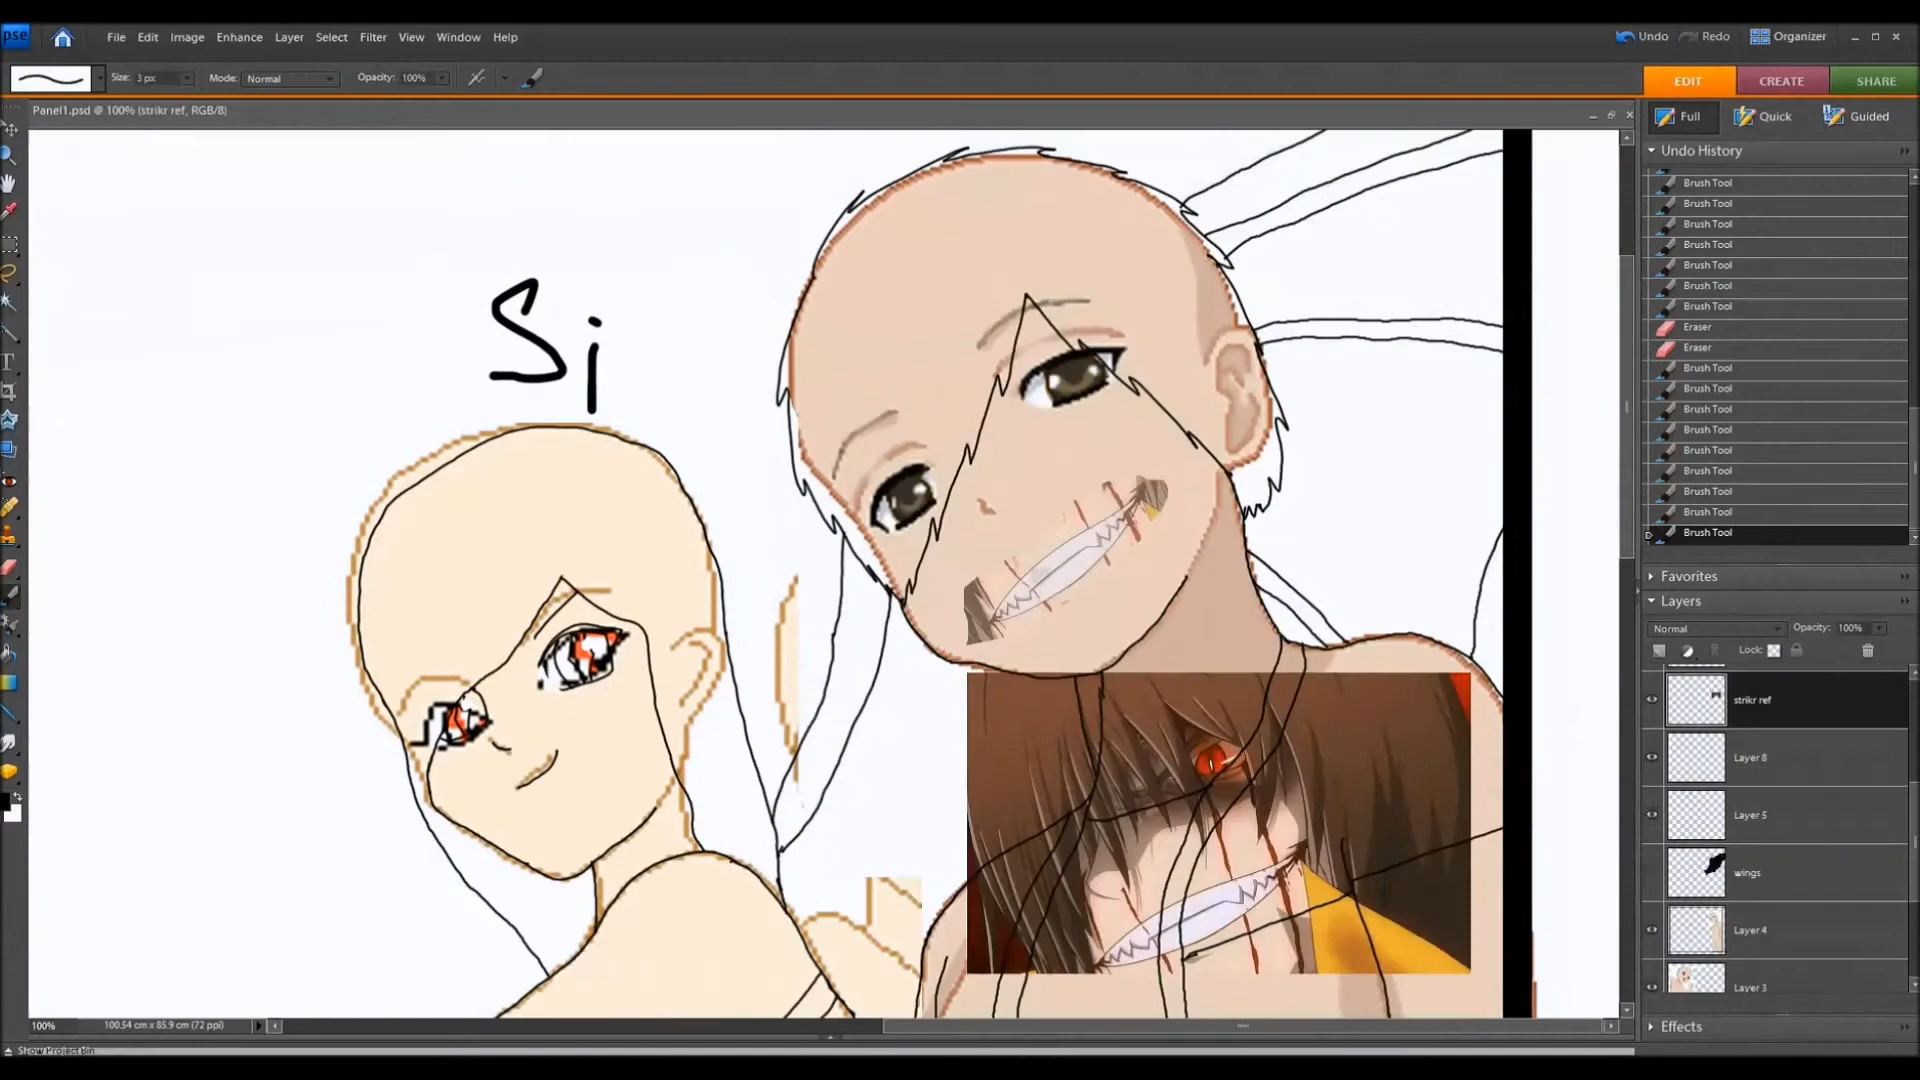 pse File Edit Image Enhance Layer Select Filter View Window Help Undo Redo Organizer
Size: 3 px Mode: Normal Opacity: 100% EDIT CREATE SHARE
Panel1.psd @ 100% (strikr ref, RGB/8)
Full Quick Guided
Undo History
Brush Tool
Brush Tool
Brush Tool
Brush Tool
Brush Tool
Brush Tool
Brush Tool
Eraser
Eraser
Brush Tool
Brush Tool
Brush Tool
Brush Tool
Brush Tool
Brush Tool
Brush Tool
Brush Tool
Brush Tool
Si
Favorites
Layers
Normal Opacity: 100%
Lock:
strikr ref
Layer 8
Layer 5
wings
Layer 4
Layer 3
Effects
100% 100.54 cm x 85.9 cm (72 ppi)
Show Project Bin